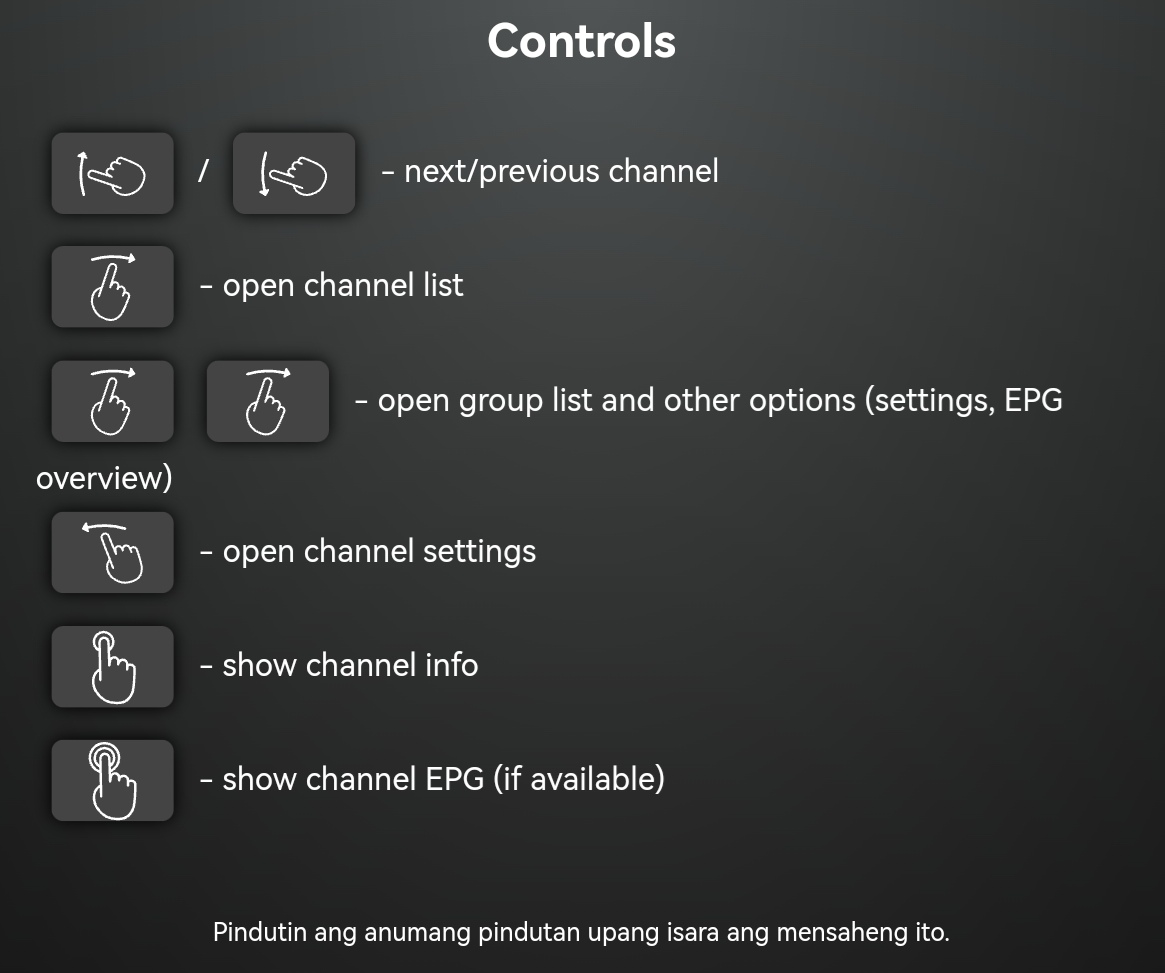 Controls
/ - next/previous channel
- open channel list
- open group list and other options (settings, EPG
overview)
- open channel settings
- show channel info
- show channel EPG (if available)
Pindutin ang anumang pindutan upang isara ang mensaheng ito.